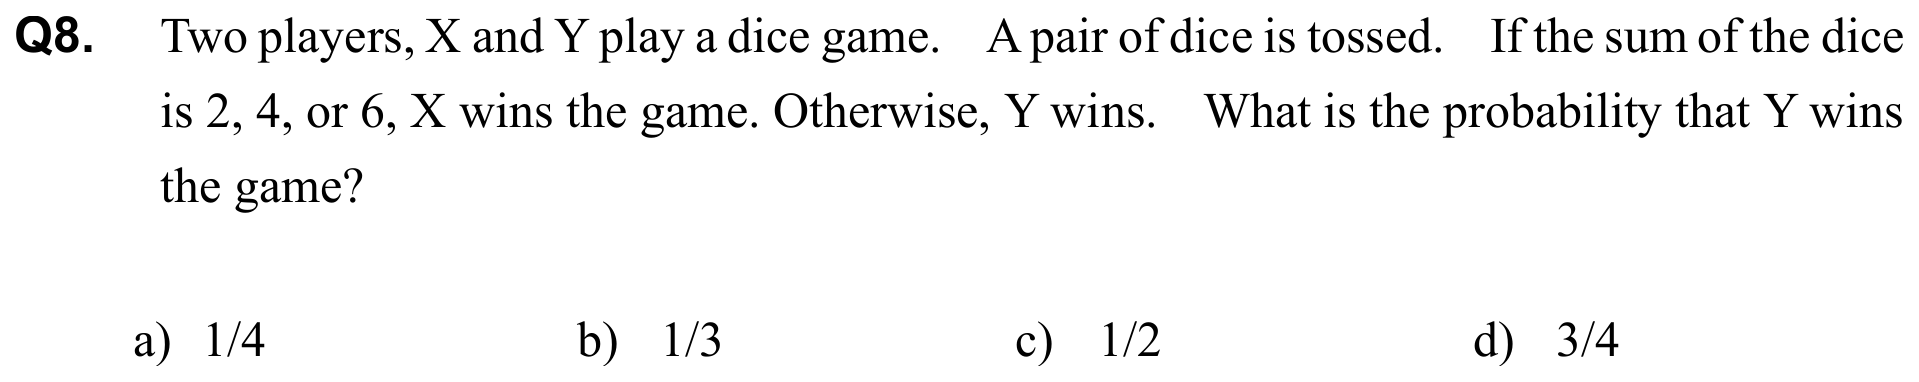 Q8. Two players, X and Y play a dice game. A pair of dice is tossed. If the sum of the dice
is 2, 4, or 6, X wins the game. Otherwise, Y wins. What is the probability that Y wins
the game?
a) 1/4 b) 1/3 c) 1/2 d) 3/4